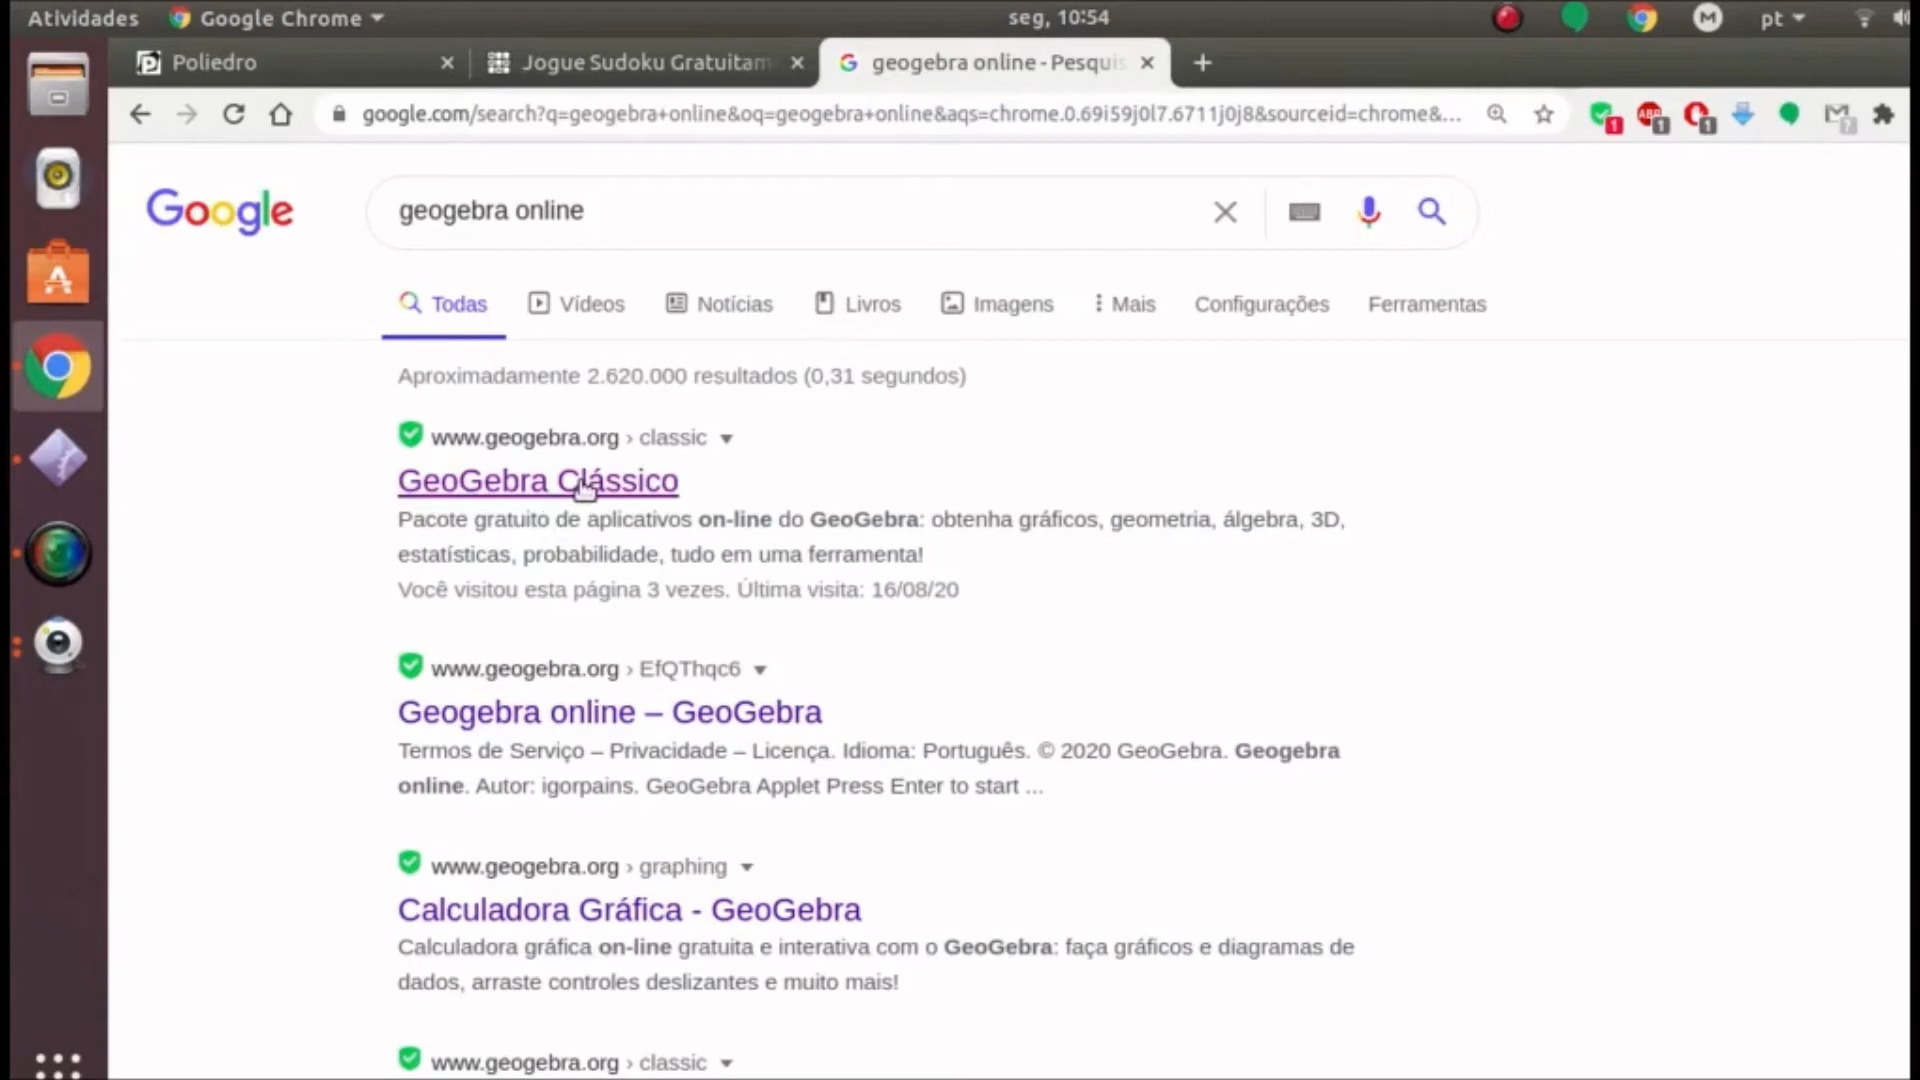 Atividades
Google Chrome
seg, 10:54
M
pt
Poliedro
Jogue Sudoku Gratuitam
geogebra online - Pesquis
google.com/search?q=geogebra+online&oq=geogebra+online&aqs=chrome.0.69i59j0l7.6711j0j8&sourceid=chrome&...
1
ABP 1
1
Google
geogebra online
Todas
Vídeos
Notícias
Livros
Imagens
Mais
Configurações
Ferramentas
Aproximadamente 2.620.000 resultados (0,31 segundos)
www.geogebra.org › classic
GeoGebra Clássico
Pacote gratuito de aplicativos on-line do GeoGebra: obtenha gráficos, geometria, álgebra, 3D,
estatísticas, probabilidade, tudo em uma ferramenta!
Você visitou esta página 3 vezes. Última visita: 16/08/20
www.geogebra.org › EfQThqc6
Geogebra online – GeoGebra
Termos de Serviço – Privacidade – Licença. Idioma: Português. © 2020 GeoGebra. Geogebra
online. Autor: igorpains. GeoGebra Applet Press Enter to start ...
www.geogebra.org › graphing
Calculadora Gráfica - GeoGebra
Calculadora gráfica on-line gratuita e interativa com o GeoGebra: faça gráficos e diagramas de
dados, arraste controles deslizantes e muito mais!
www.geogebra.org › classic